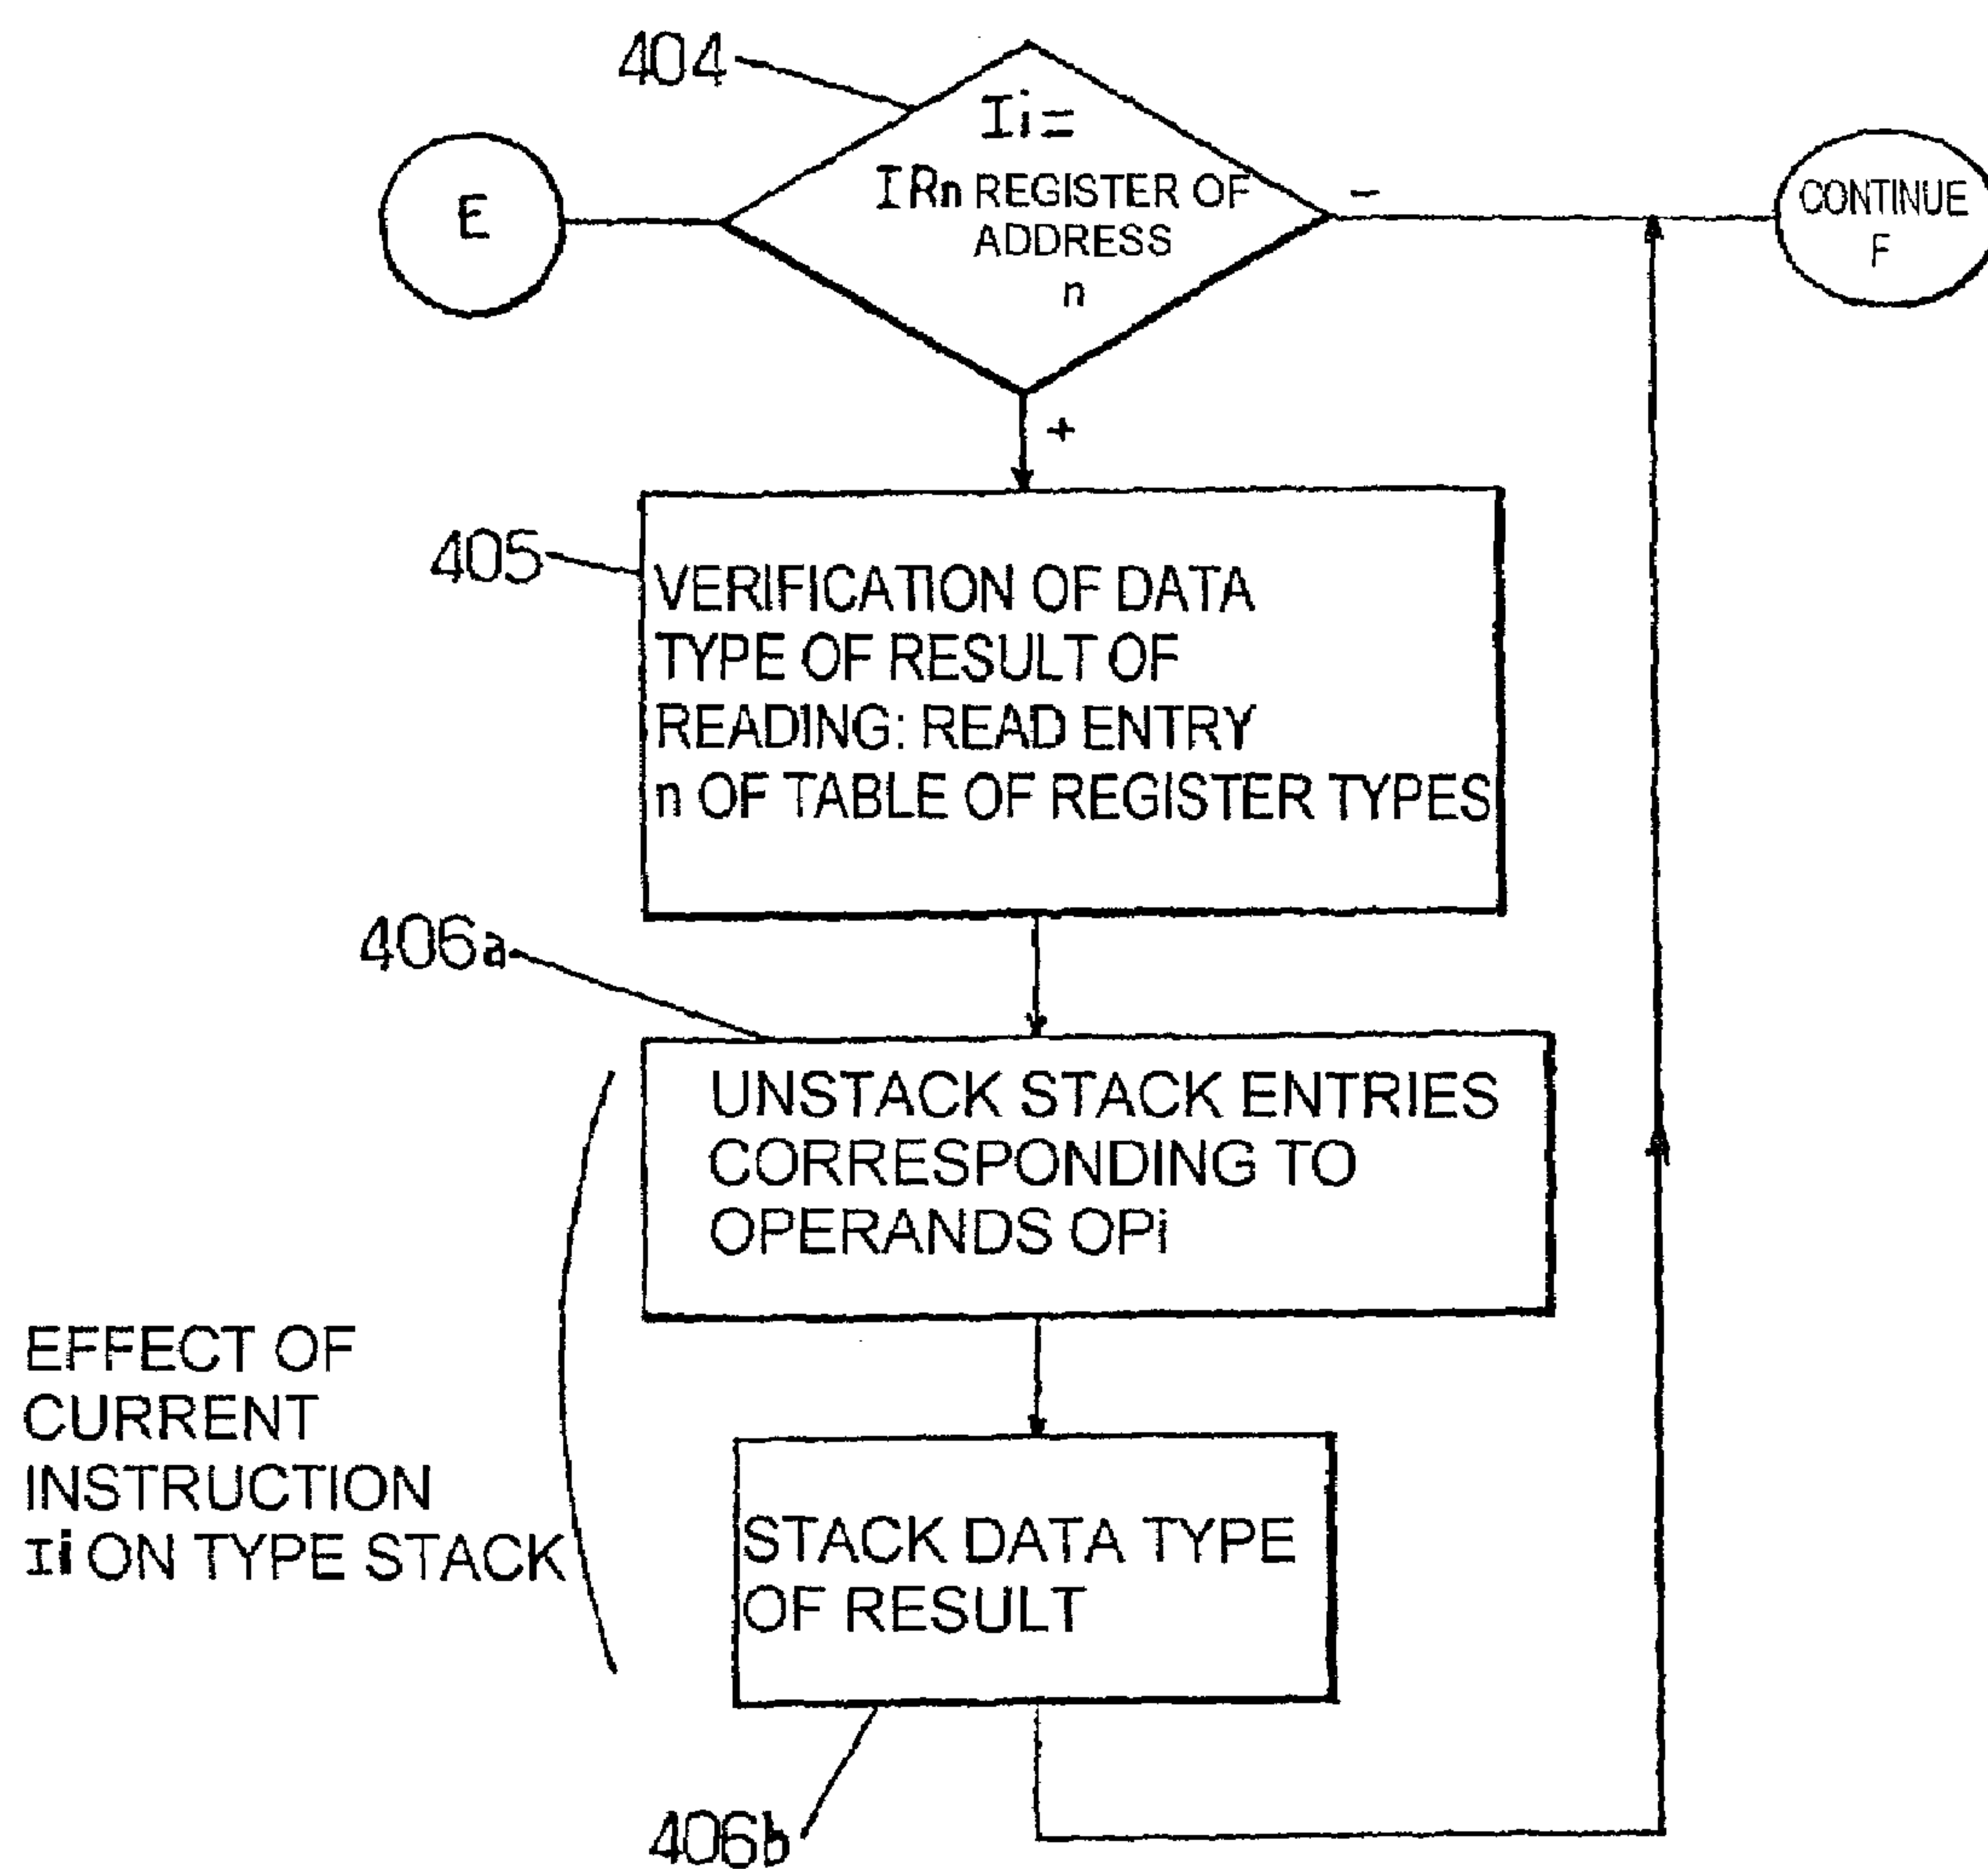 404
Ii=
IRn REGISTER OF
ADDRESS
n
E
-
CONTINUE
F
+
405
VERIFICATION OF DATA
TYPE OF RESULT OF
READING: READ ENTRY
n OF TABLE OF REGISTER TYPES
406a
UNSTACK STACK ENTRIES
CORRESPONDING TO
OPERANDS OPi
EFFECT OF
CURRENT
INSTRUCTION
Ii ON TYPE STACK
STACK DATA TYPE
OF RESULT
406b